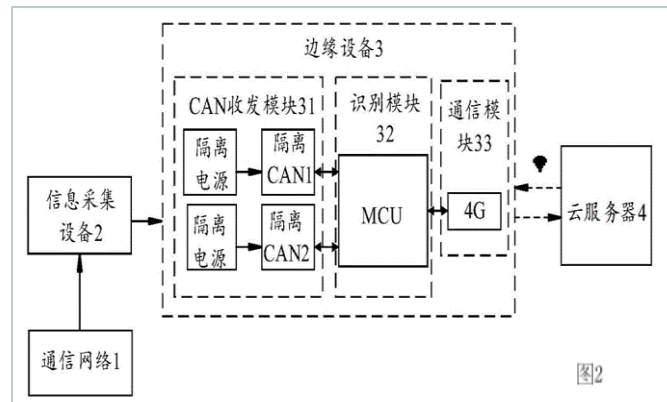 边缘设备3
CAN收发模块31
识别模块
32
通信模
块33
隔离
电源
隔离
CAN1
隔离
电源
隔离
CAN2
MCU
4G
信息采集
设备2
云服务器4
通信网络1
图2